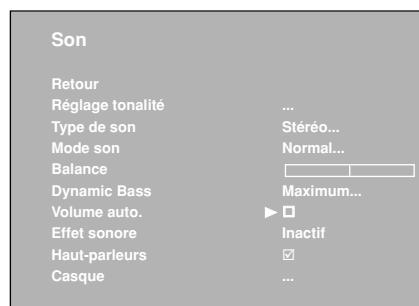 Son
Retour
Réglage tonalité ...
Type de son Stéréo...
Mode son Normal...
Balance
Dynamic Bass Maximum...
Volume auto.
Effet sonore Inactif
Haut-parleurs
Casque ...